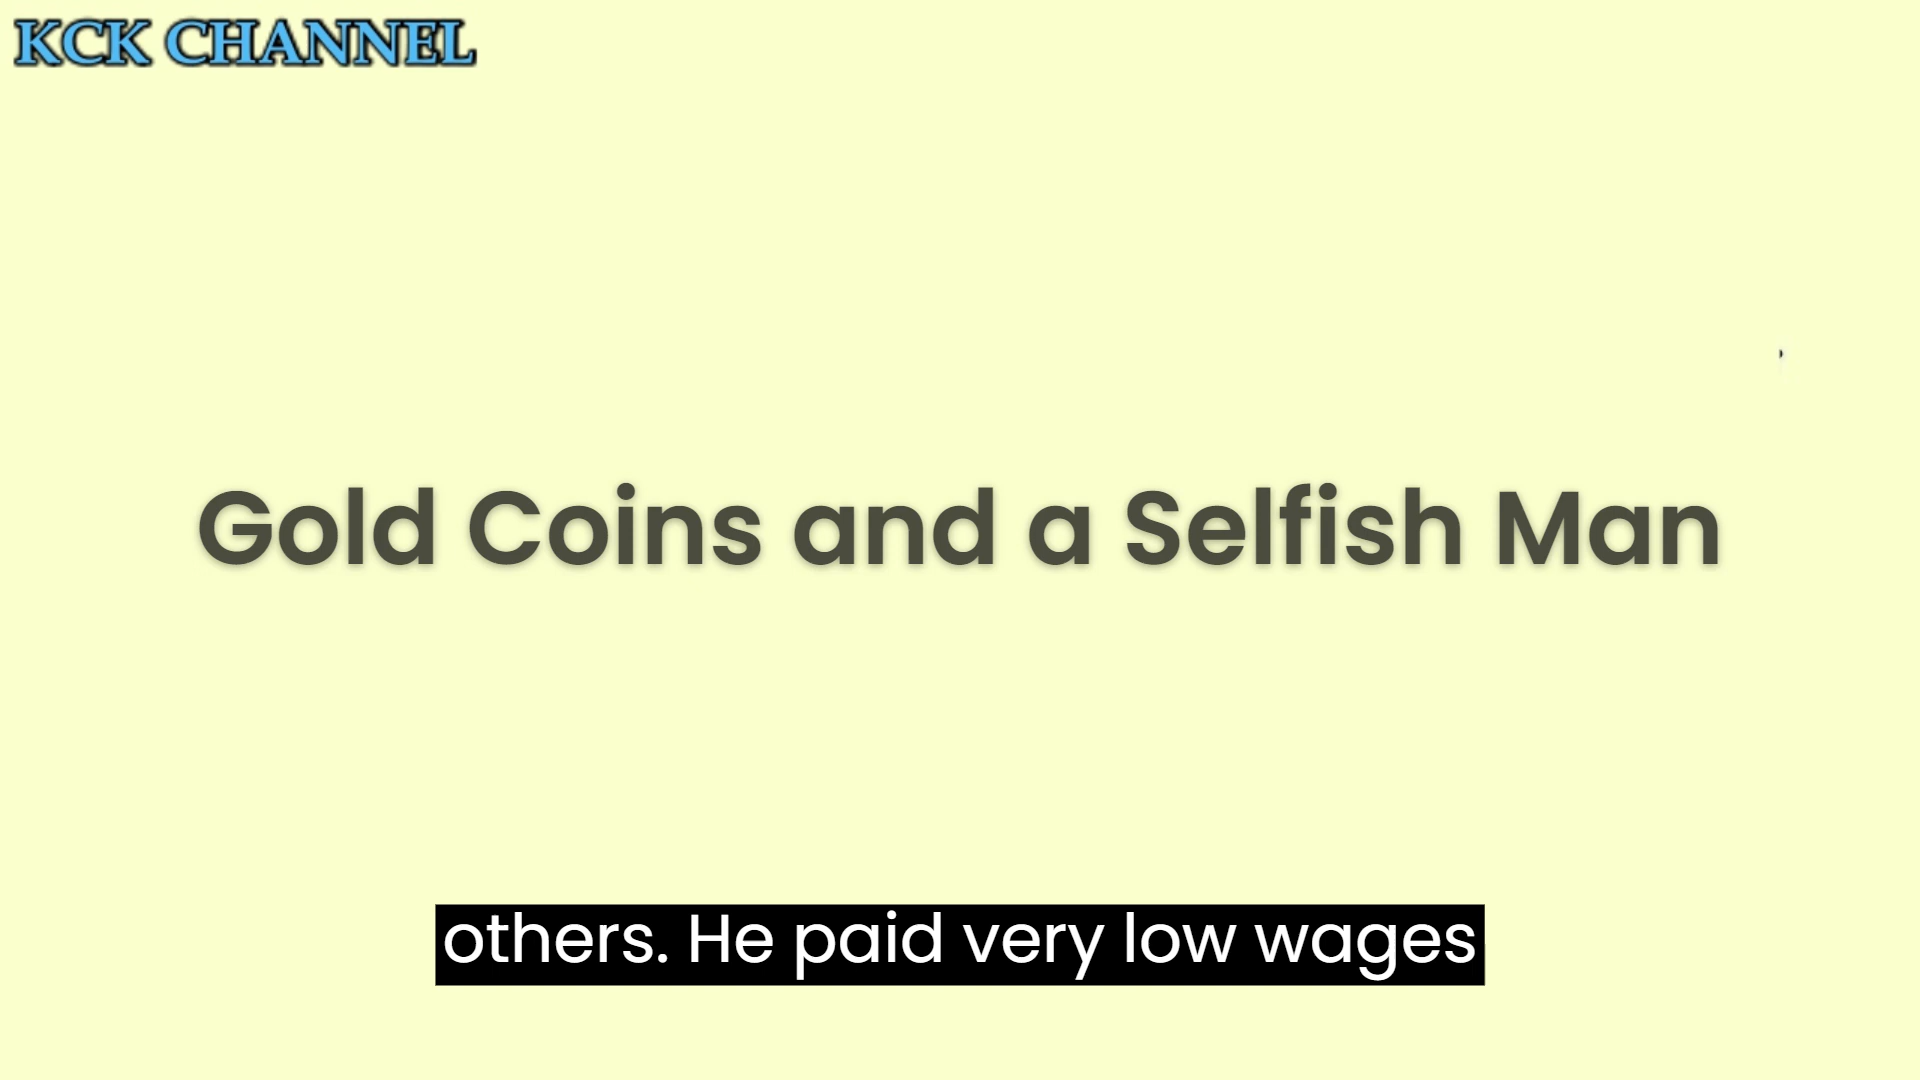 KCK CHANNEL
Gold Coins and a Selfish Man
others. He paid very low wages